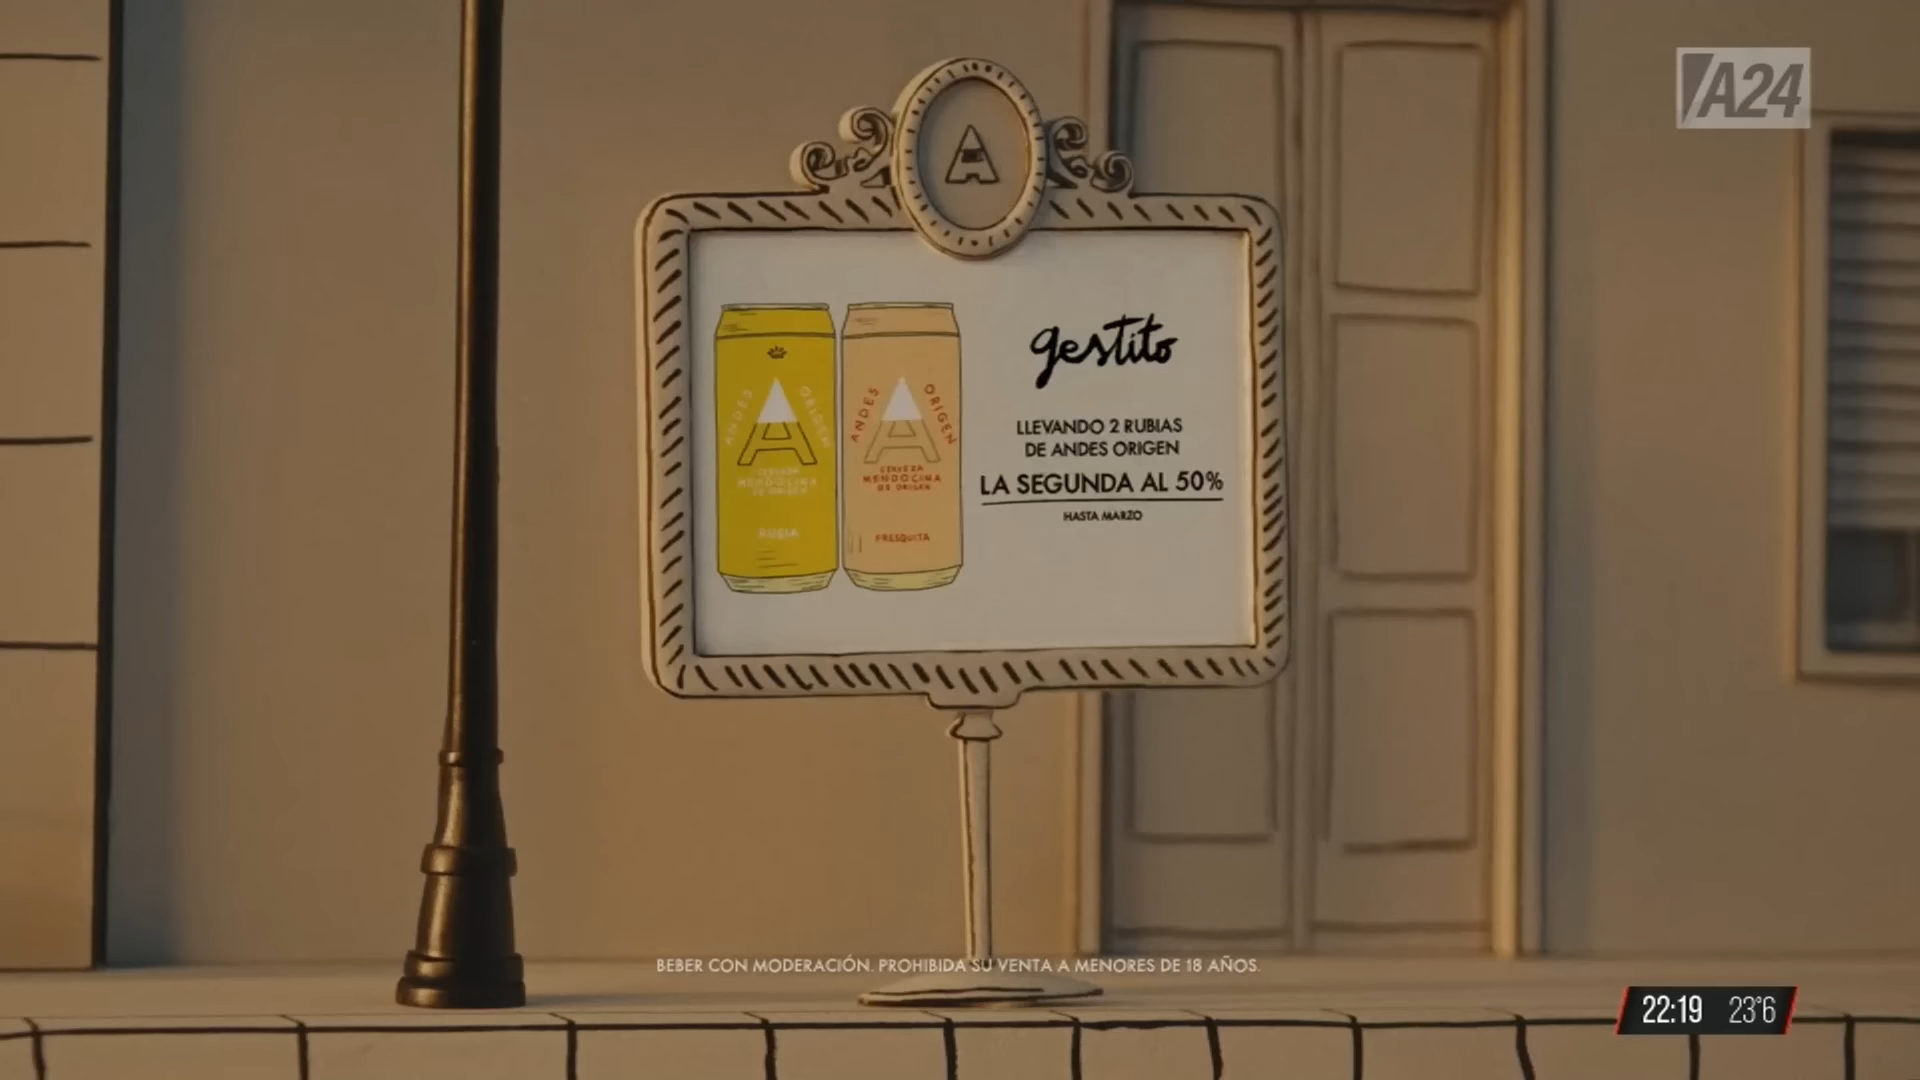 A24
A
ANDES ORIGEN
A
CERVEZA
MENDOCINA
DE ORIGEN
RUBIA
ANDES ORIGEN
A
CERVEZA
MENDOCINA
DE ORIGEN
FRESQUITA
gestito
LLEVANDO 2 RUBIAS
DE ANDES ORIGEN
LA SEGUNDA AL 50%
HASTA MARZO
BEBER CON MODERACIÓN. PROHIBIDA SU VENTA A MENORES DE 18 AÑOS.
22:19 23°6